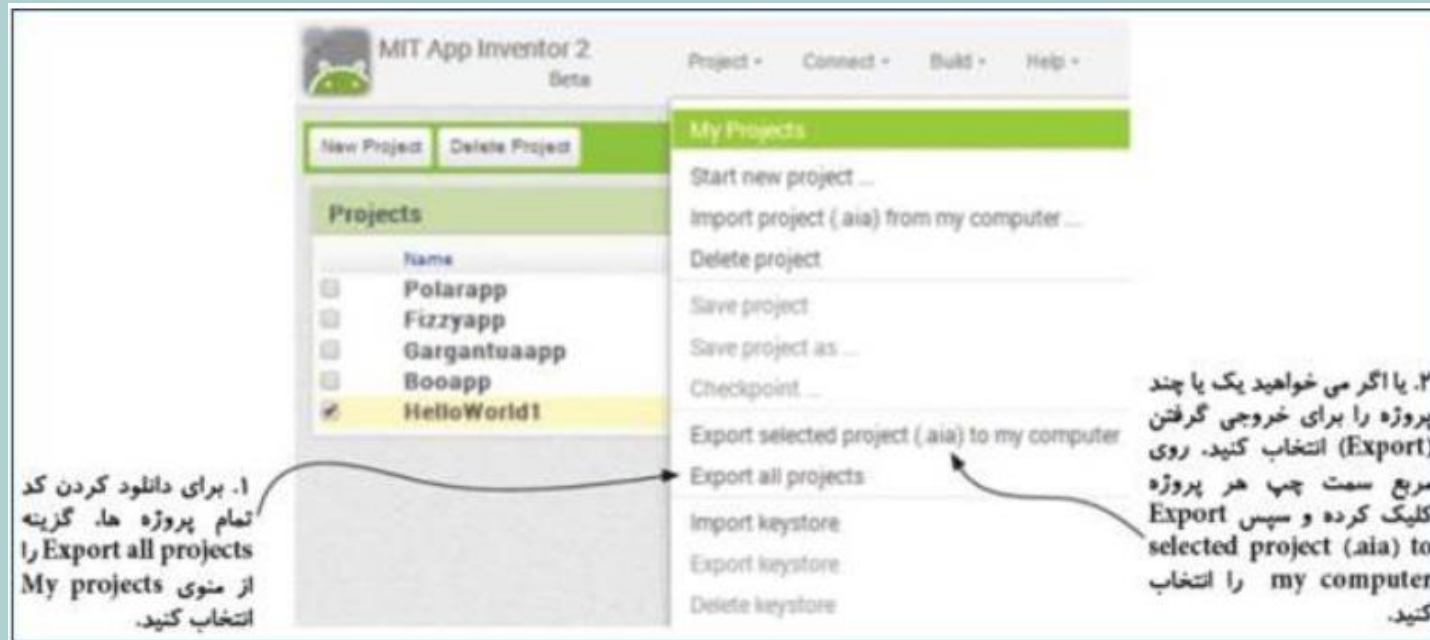 MIT App Inventor 2
Beta
Project
Connect
Build
Help
New Project
Delete Project
My Projects
Start new project ...
Import project (.aia) from my computer ...
Delete project
Save project
Save project as ...
Checkpoint ...
Export selected project (.aia) to my computer
Export all projects
Import keystore
Export keystore
Delete keystore
Projects
Name
Polarapp
Fizzyapp
Gargantuaapp
Booapp
HelloWorld1
۱. برای دانلود کردن کد
تمام پروژه ها، گزینه
Export all projects را
از منوی My projects
انتخاب کنید.
۲. یا اگر می خواهید یک یا چند
پروژه را برای خروجی گرفتن
(Export) انتخاب کنید. روی
مربع سمت چپ هر پروژه
کلیک کرده و سپس Export
selected project (.aia) to
my computer را انتخاب
کنید.